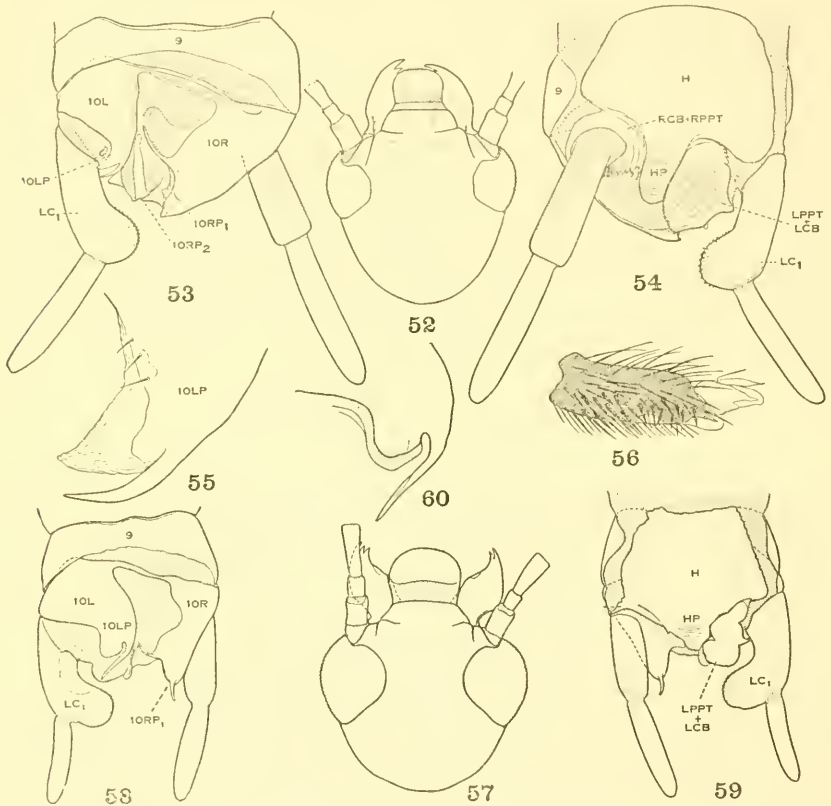 9
10L
10R
10LP
LC1
10RP1
10RP2
53
52
9
H
RCB+RPPT
HP
LPPT
+
LCB
LC1
54
10LP
55
60
56
9
10L
10LP
10R
LC1
10RP1
58
57
H
HP
LC1
LPPT
+
LCB
59